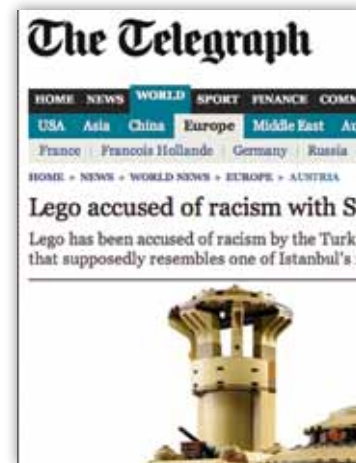 The Telegraph
HOME NEWS WORLD SPORT FINANCE COMM
USA Asia China Europe Middle East
France Francois Hollande Germany Russia
HOME » NEWS » WORLD NEWS » EUROPE » AUSTRIA
Lego accused of racism with S
Lego has been accused of racism by the Turk
that supposedly resembles one of Istanbul's